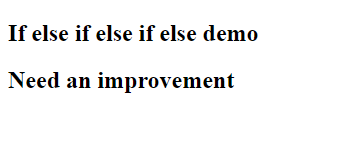 If else if else if else demo
Need an improvement